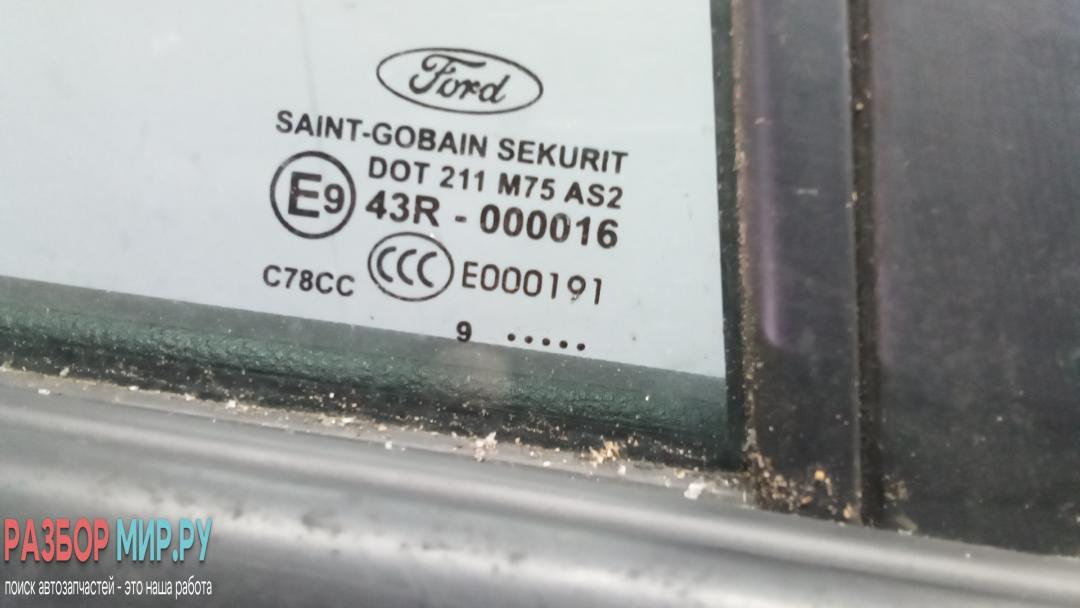 Ford
SAINT-GOBAIN SEKURIT
DOT 211 M75 AS2
E9 43R - 000016
C78CC CCC E000191
9 .....
РАЗБОР МИР.РУ
поиск автозапчастей - это наша работа